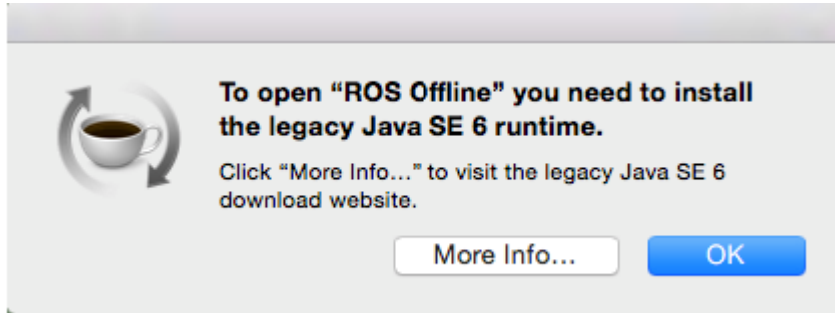 To open “ROS Offline” you need to install
the legacy Java SE 6 runtime.
Click “More Info…” to visit the legacy Java SE 6
download website.
More Info… OK